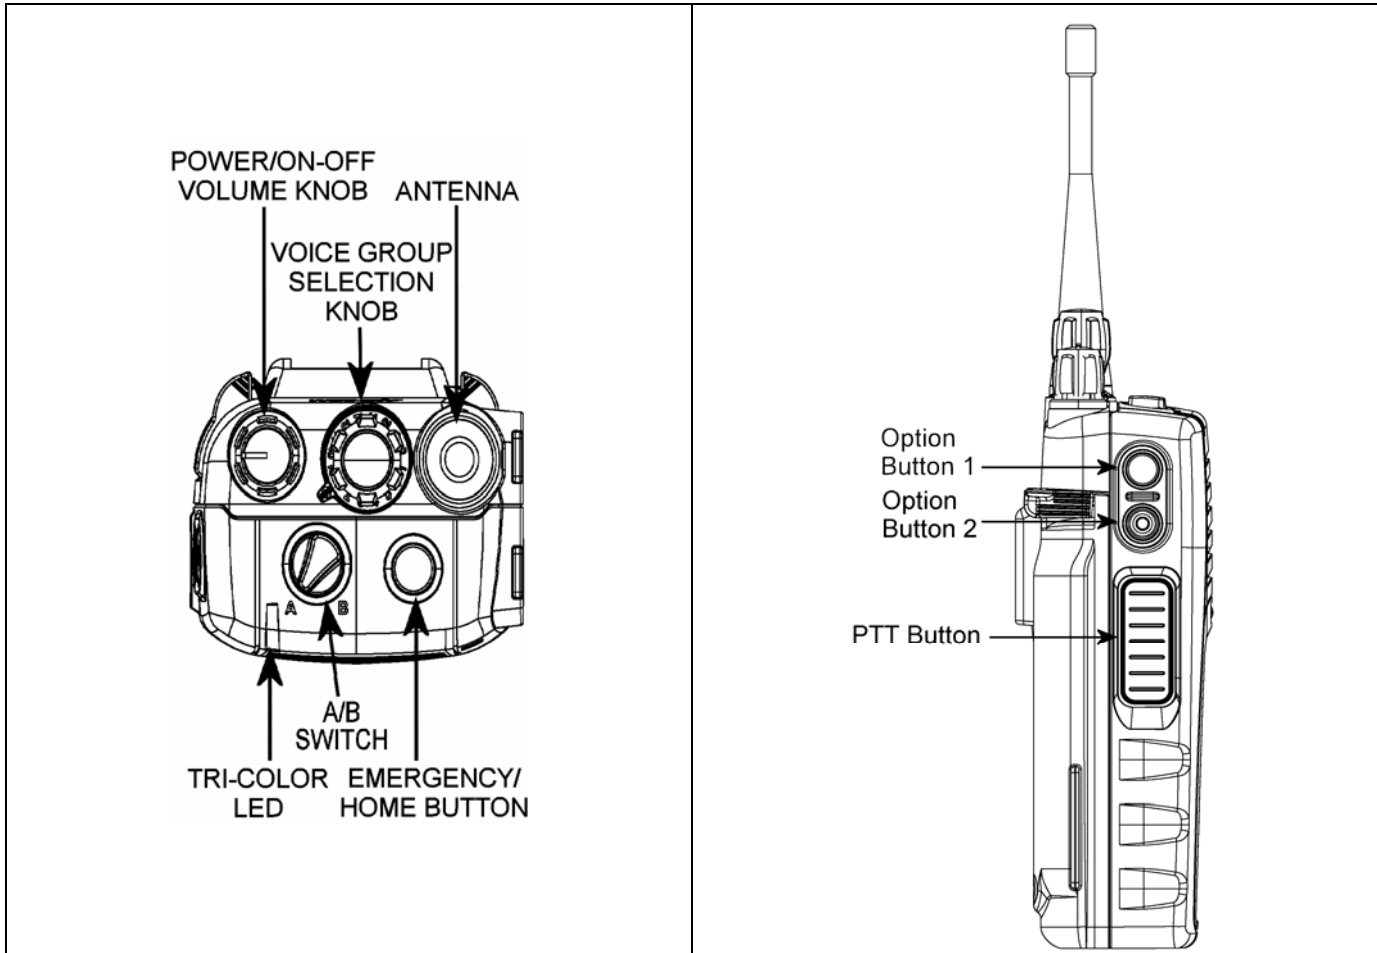 POWER/ON-OFF
VOLUME KNOB
ANTENNA
VOICE GROUP
SELECTION
KNOB
A
B
A/B
SWITCH
TRI-COLOR
LED
EMERGENCY/
HOME BUTTON
Option
Button 1
Option
Button 2
PTT Button